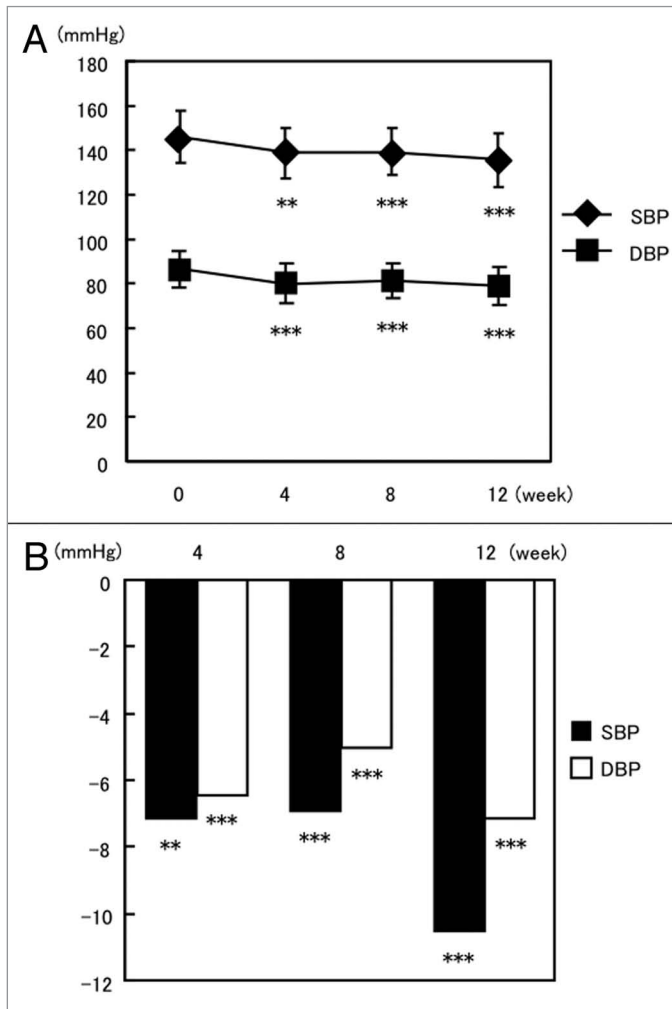 A (mmHg)
180
160
140
120
100
80
60
40
20
0
** *** ***
*** *** ***
0 4 8 12 (week)
SBP
DBP
B (mmHg) 4 8 12 (week)
0
-2
-4
-6
-8
-10
-12
** *** *** *** *** ***
SBP
DBP